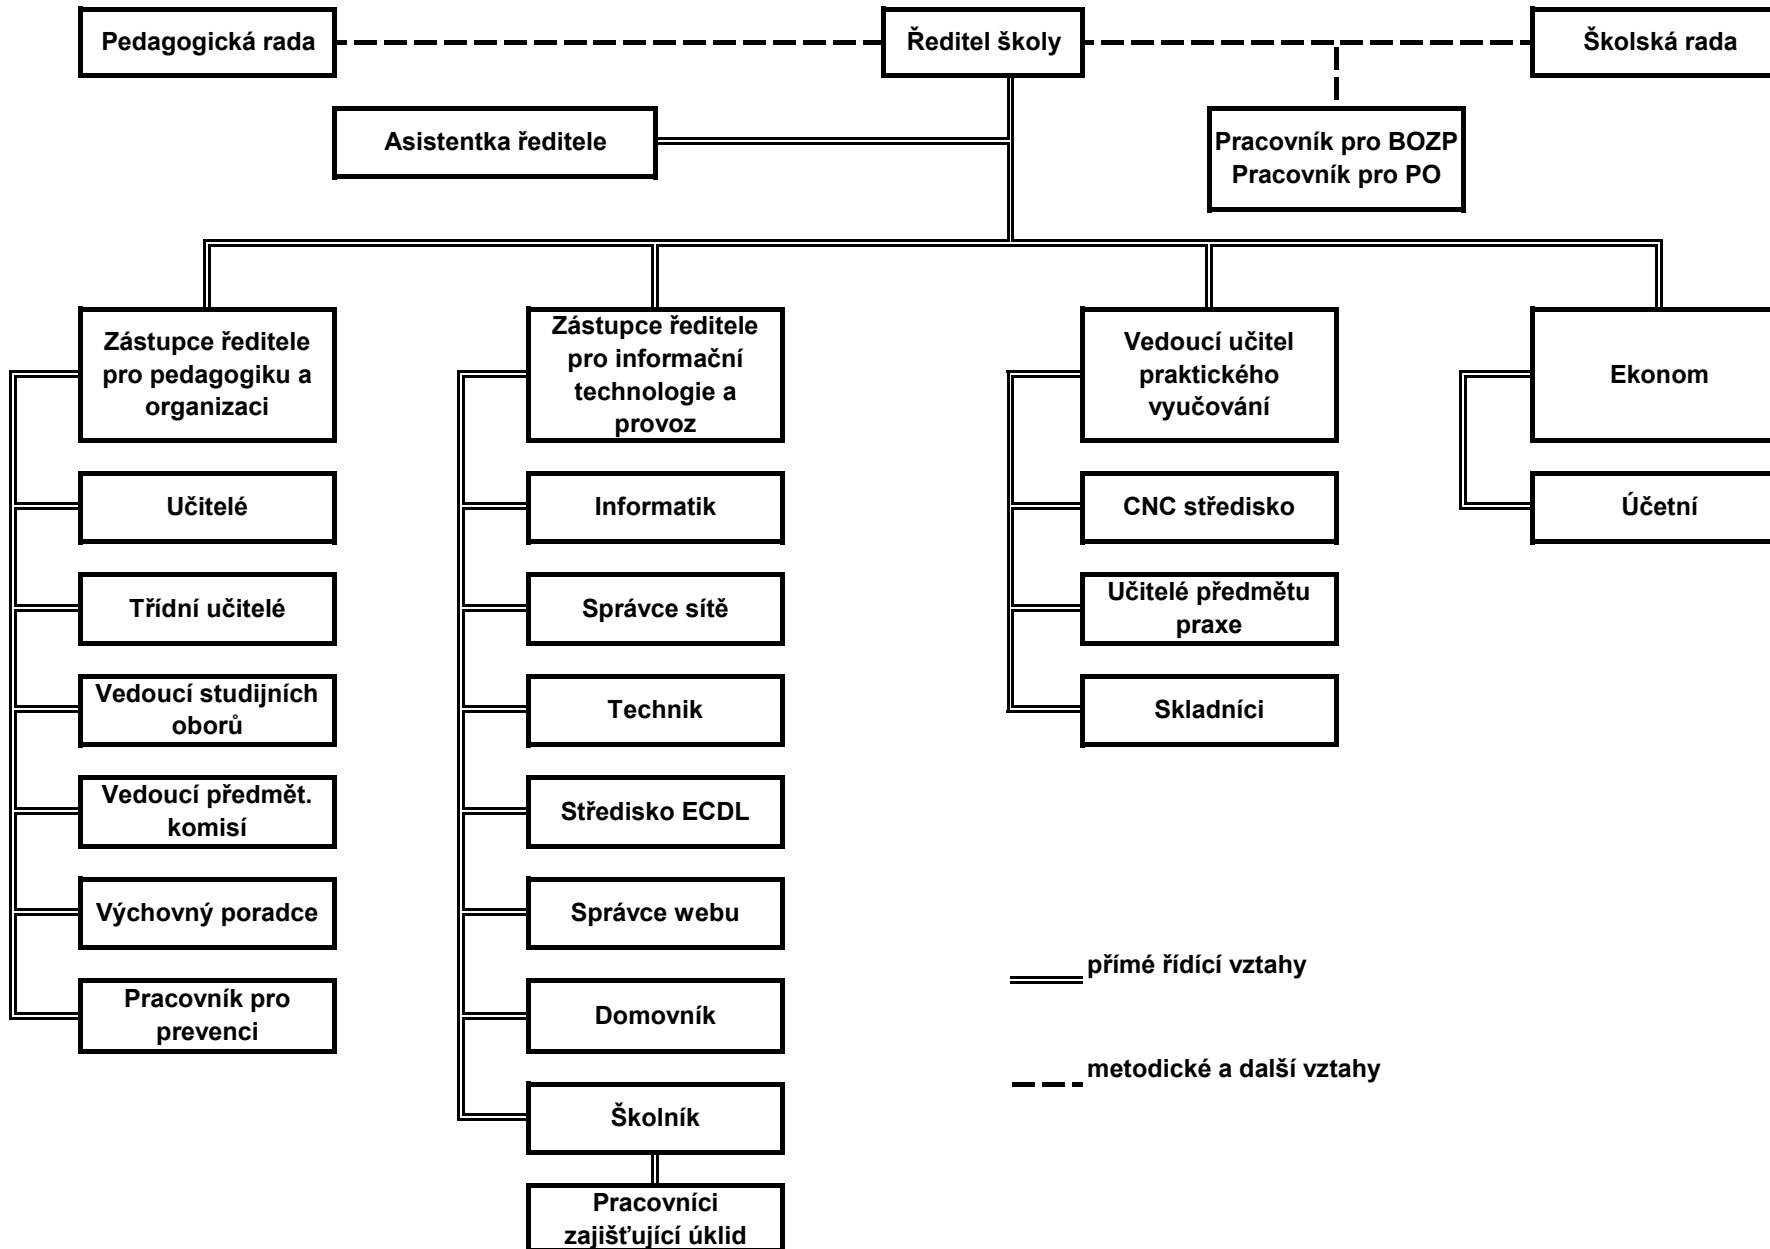 Pedagogická rada
Ředitel školy
Školská rada
Asistentka ředitele
Pracovník pro BOZP
Pracovník pro PO
Zástupce ředitele
pro pedagogiku a
organizaci
Zástupce ředitele
pro informační
technologie a
provoz
Vedoucí učitel
praktického
vyučování
Ekonom
Učitelé
Informatik
CNC středisko
Účetní
Třídní učitelé
Správce sítě
Učitelé předmětu
praxe
Vedoucí studijních
oborů
Technik
Skladníci
Vedoucí předmět.
komisí
Středisko ECDL
Výchovný poradce
Správce webu
přímé řídící vztahy
Pracovník pro
prevenci
Domovník
metodické a další vztahy
Školník
Pracovníci
zajišťující úklid